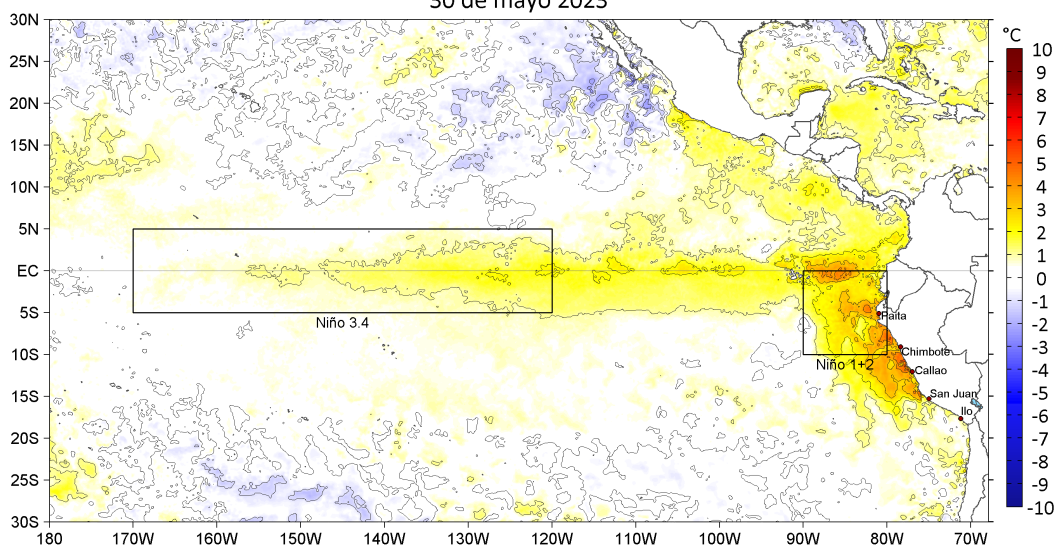 30 de mayo 2023
°C
30N
25N
20N
15N
10N
5N
EC
5S
10S
15S
20S
25S
30S
Niño 3.4
Niño 1+2
Paita
Chimbote
Callao
San Juan
Ilo
180 170W 160W 150W 140W 130W 120W 110W 100W 90W 80W 70W
10
9
8
7
6
5
4
3
2
1
0
-1
-2
-3
-4
-5
-6
-7
-8
-9
-10